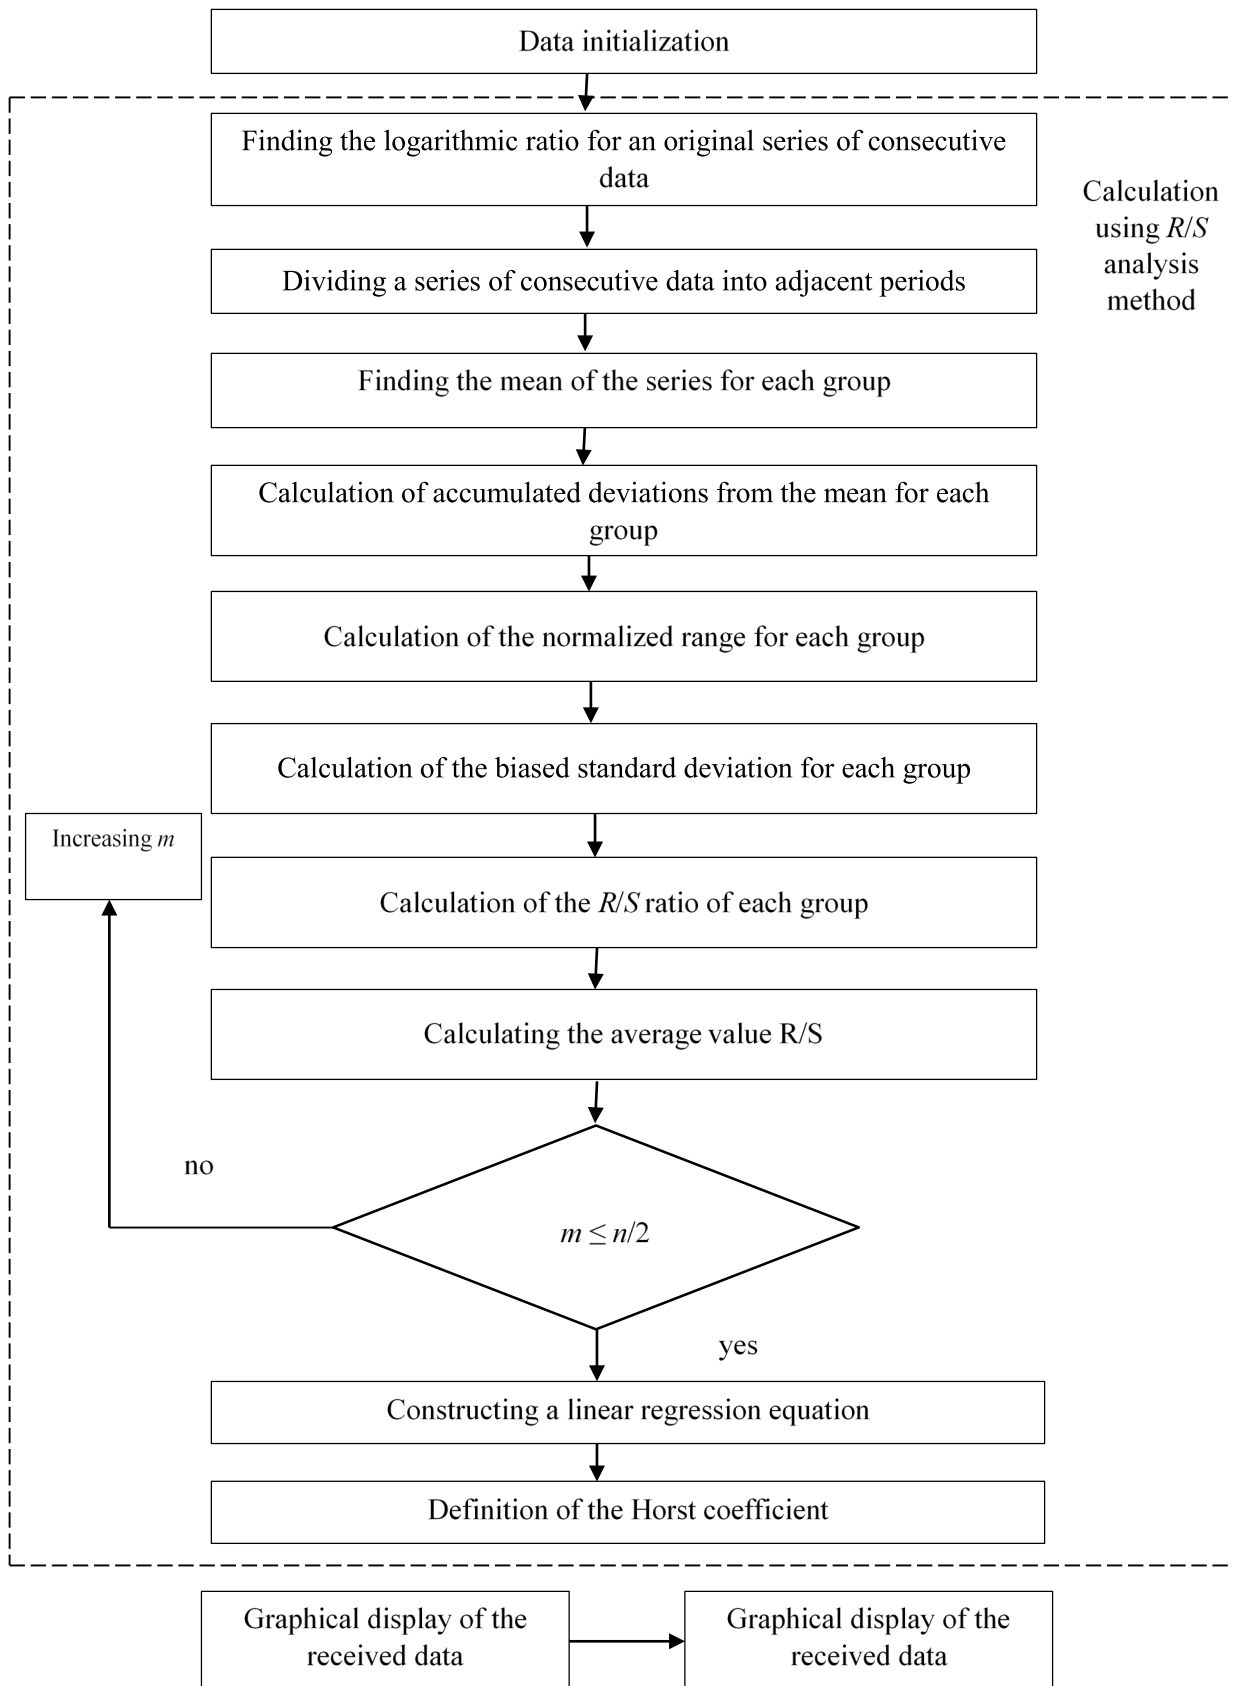 Data initialization
Finding the logarithmic ratio for an original series of consecutive
data
Calculation
using R/S
analysis
method
Dividing a series of consecutive data into adjacent periods
Finding the mean of the series for each group
Calculation of accumulated deviations from the mean for each
group
Calculation of the normalized range for each group
Calculation of the biased standard deviation for each group
Increasing m
Calculation of the R/S ratio of each group
Calculating the average value R/S
no
m ≤ n/2
yes
Constructing a linear regression equation
Definition of the Horst coefficient
Graphical display of the
received data
Graphical display of the
received data